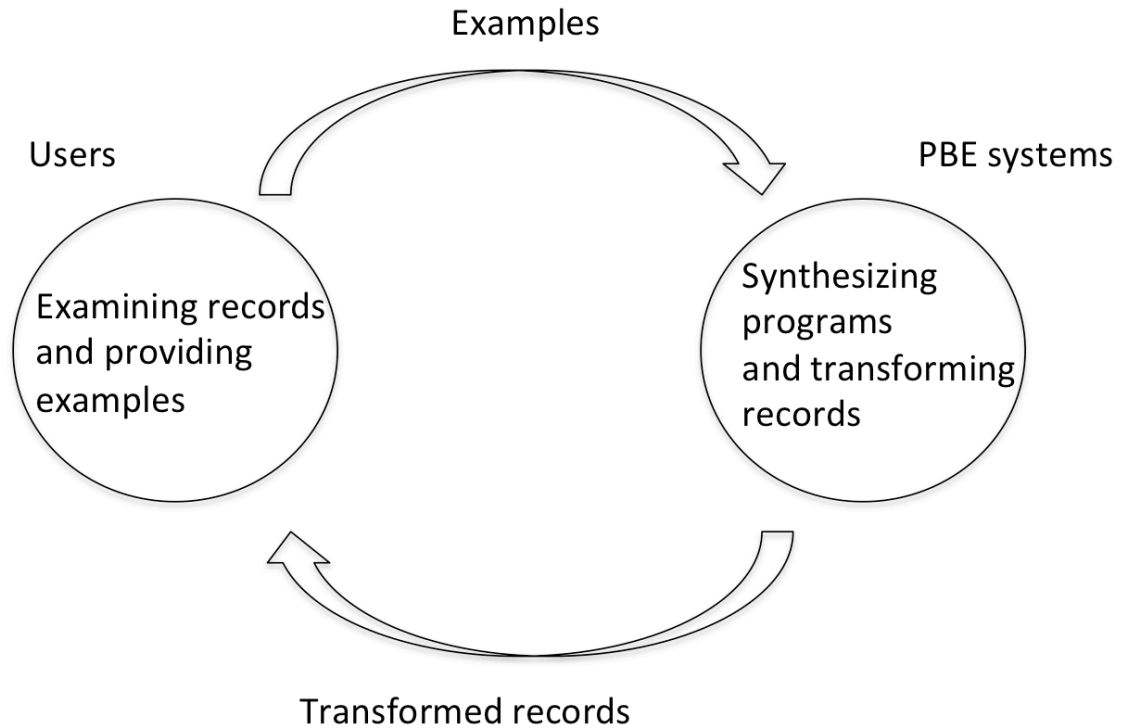 Examples
Users
PBE systems
Examining records
and providing
examples
Synthesizing
programs
and transforming
records
Transformed records